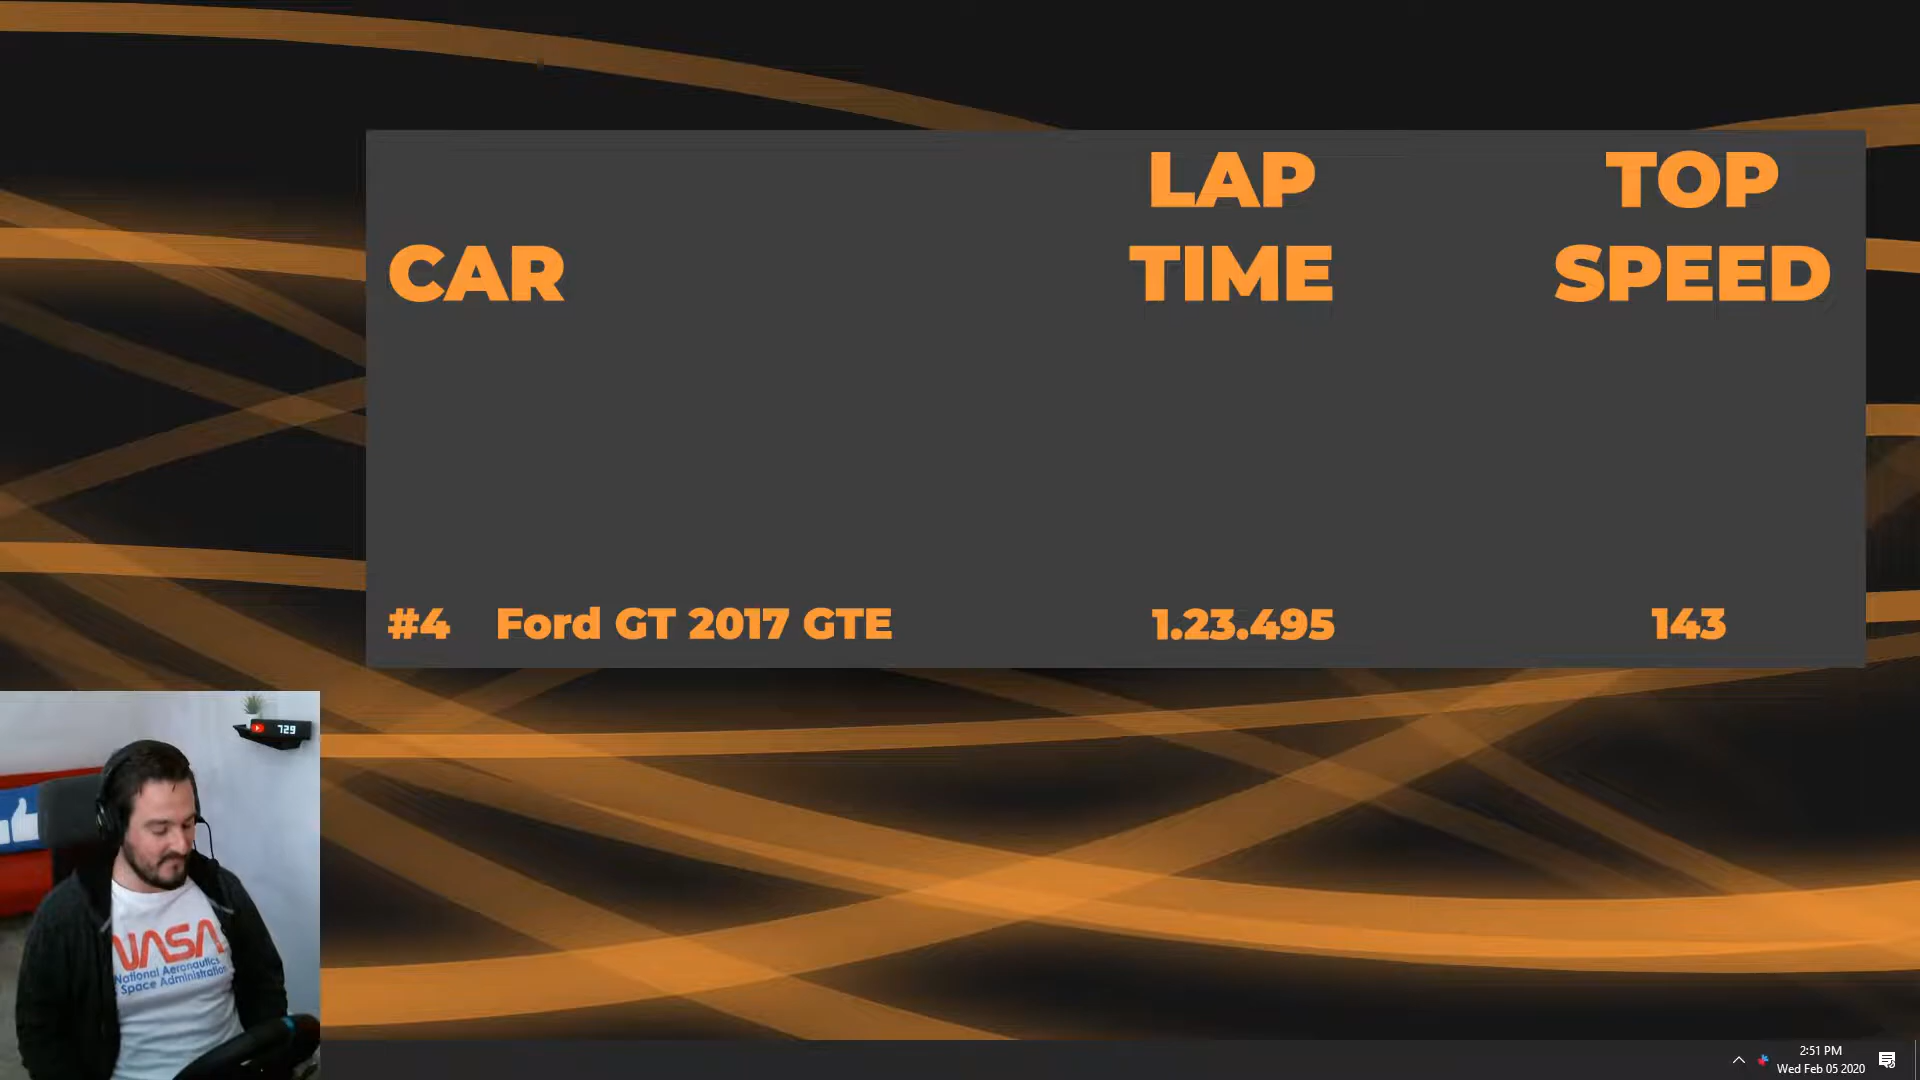 LAP TOP
CAR TIME SPEED
#4 Ford GT 2017 GTE 1.23.495 143
729
NASA
National Aeronautics
Space Administration
2:51 PM
Wed Feb 05 2020